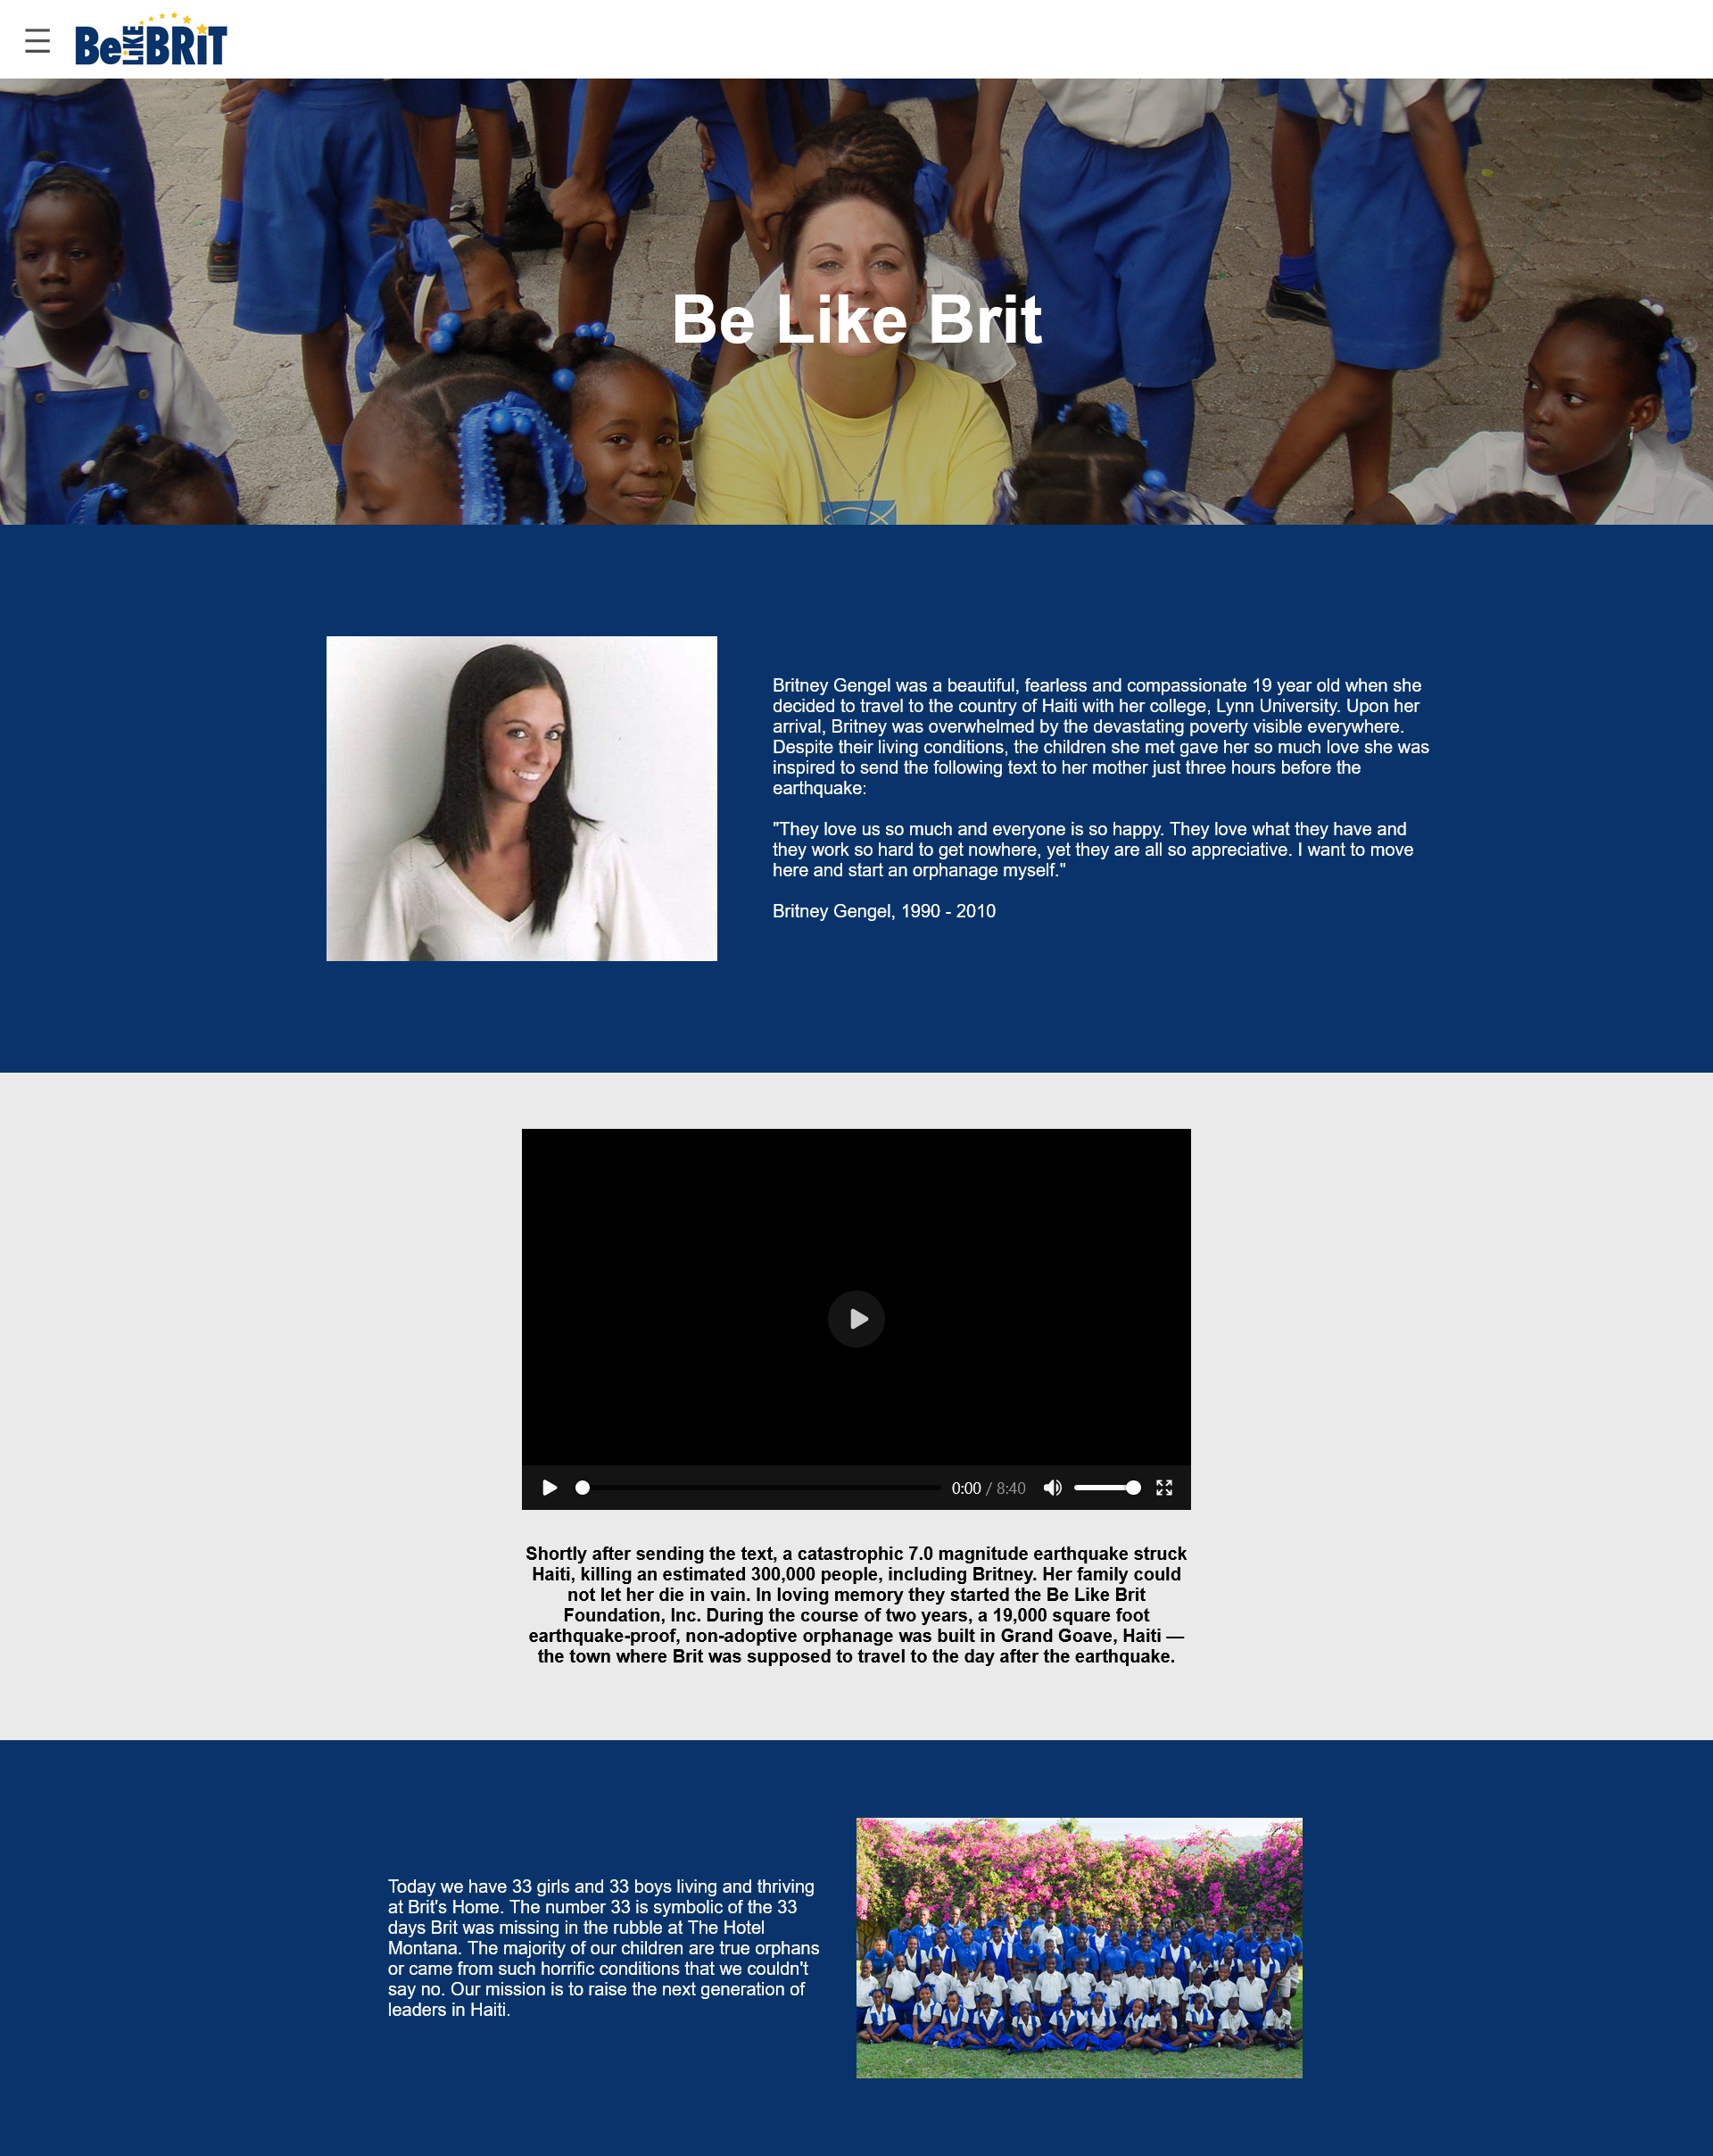 Be LIKE BRIT
Be Like Brit
Britney Gengel was a beautiful, fearless and compassionate 19 year old when she
decided to travel to the country of Haiti with her college, Lynn University. Upon her
arrival, Britney was overwhelmed by the devastating poverty visible everywhere.
Despite their living conditions, the children she met gave her so much love she was
inspired to send the following text to her mother just three hours before the
earthquake:
"They love us so much and everyone is so happy. They love what they have and
they work so hard to get nowhere, yet they are all so appreciative. I want to move
here and start an orphanage myself."
Britney Gengel, 1990 - 2010
0:00 / 8:40
Shortly after sending the text, a catastrophic 7.0 magnitude earthquake struck
Haiti, killing an estimated 300,000 people, including Britney. Her family could
not let her die in vain. In loving memory they started the Be Like Brit
Foundation, Inc. During the course of two years, a 19,000 square foot
earthquake-proof, non-adoptive orphanage was built in Grand Goave, Haiti —
the town where Brit was supposed to travel to the day after the earthquake.
Today we have 33 girls and 33 boys living and thriving
at Brit's Home. The number 33 is symbolic of the 33
days Brit was missing in the rubble at The Hotel
Montana. The majority of our children are true orphans
or came from such horrific conditions that we couldn't
say no. Our mission is to raise the next generation of
leaders in Haiti.